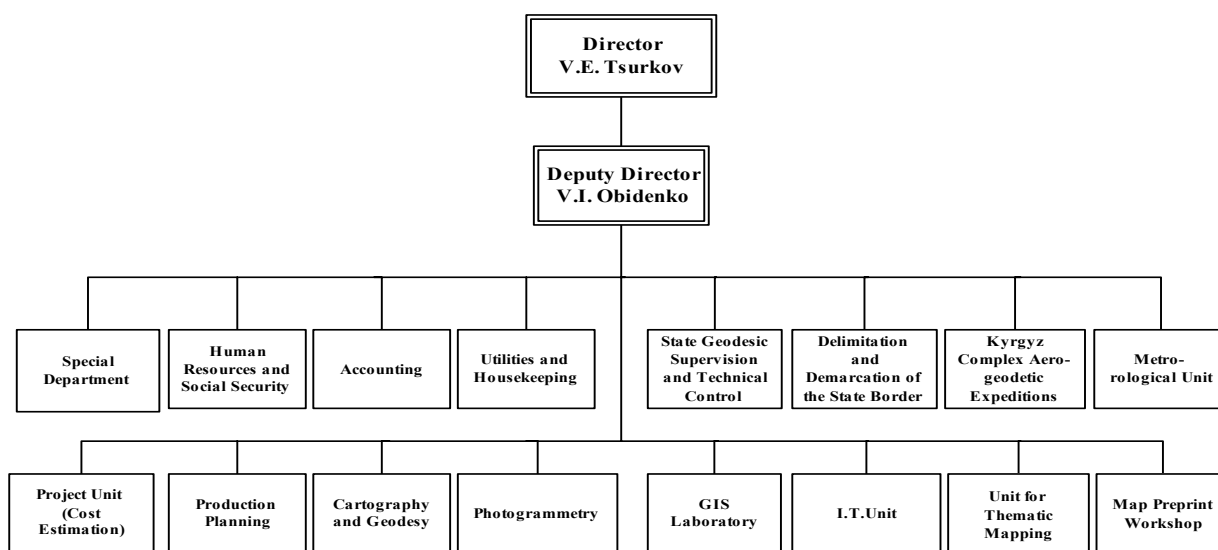 Director
V.E. Tsurkov
Deputy Director
V.I. Obidenko
Special
Department
Human
Resources and
Social Security
Accounting
Utilities and
Housekeeping
State Geodesic
Supervision
and Technical
Control
Delimitation
and
Demarcation of
the State Border
Kyrgyz
Complex Aero-
geodetic
Expeditions
Metro-
rological Unit
Project Unit
(Cost
Estimation)
Production
Planning
Cartography
and Geodesy
Photogrammetry
GIS
Laboratory
I.T.Unit
Unit for
Thematic
Mapping
Map Preprint
Workshop